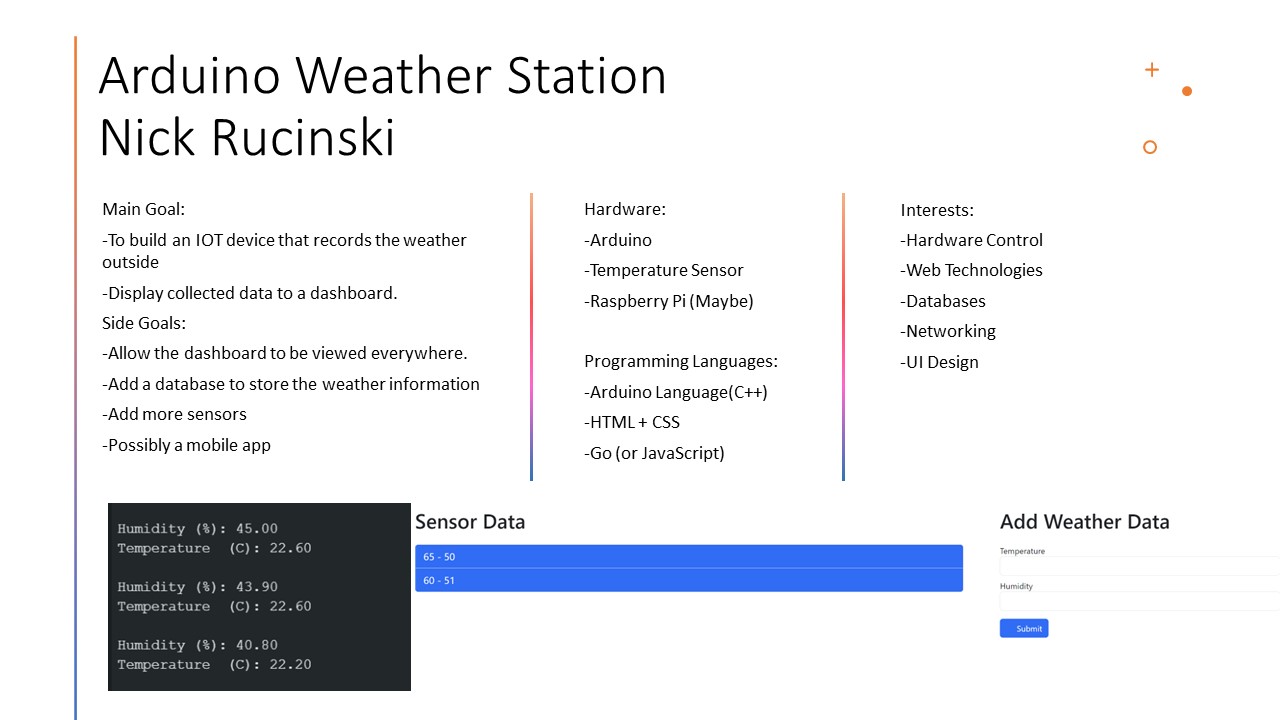 Arduino Weather Station
Nick Rucinski
Main Goal:
-To build an IOT device that records the weather
outside
-Display collected data to a dashboard.
Side Goals:
-Allow the dashboard to be viewed everywhere.
-Add a database to store the weather information
-Add more sensors
-Possibly a mobile app
Hardware:
-Arduino
-Temperature Sensor
-Raspberry Pi (Maybe)
Programming Languages:
-Arduino Language(C++)
-HTML + CSS
-Go (or JavaScript)
Interests:
-Hardware Control
-Web Technologies
-Databases
-Networking
-UI Design
Humidity (%): 45.00
Temperature  (C): 22.60
Humidity (%): 43.90
Temperature  (C): 22.60
Humidity (%): 40.80
Temperature  (C): 22.20
Sensor Data
65 - 50
60 - 51
Add Weather Data
Temperature
Humidity
Submit